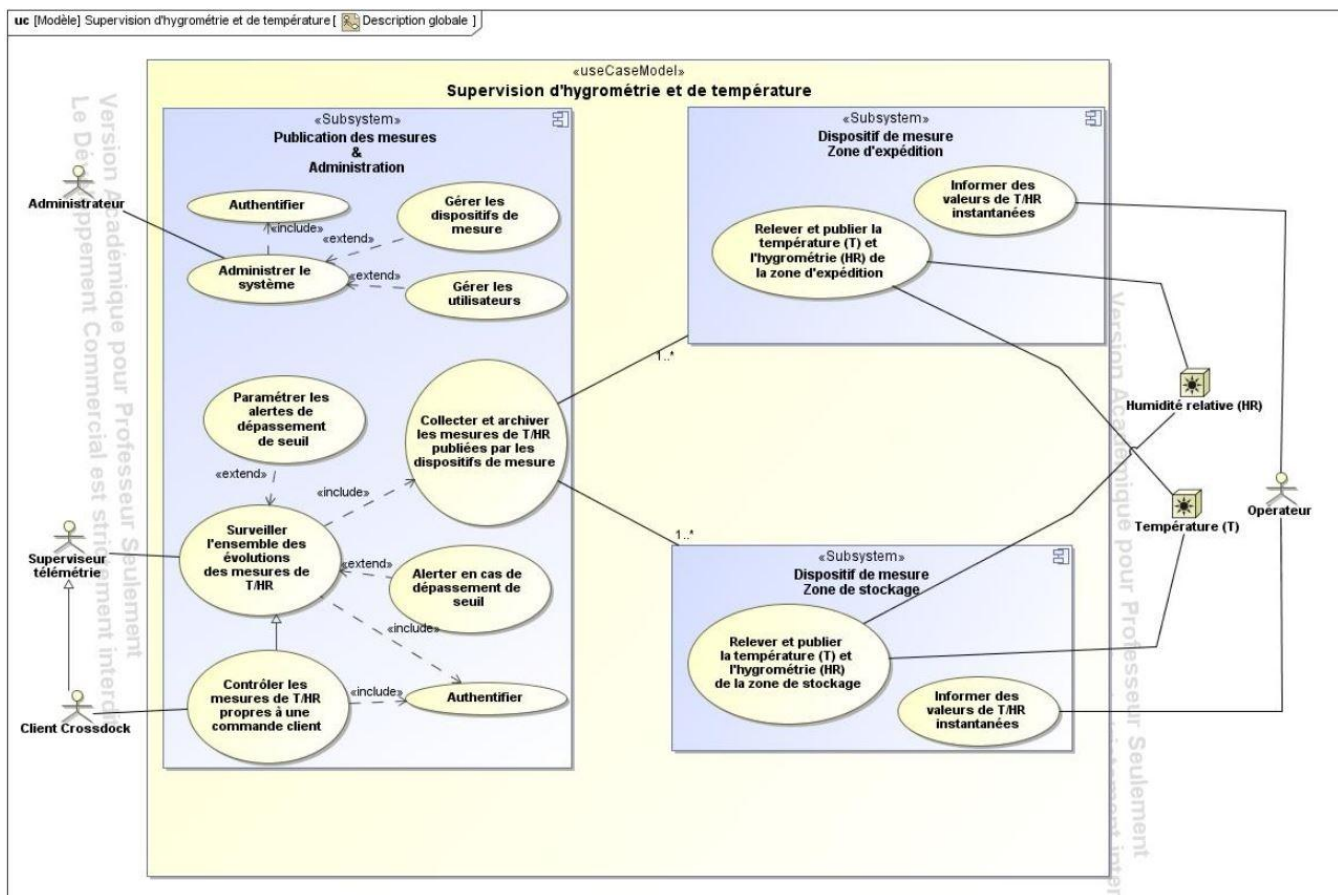 uc [Modèle] Supervision d'hygrométrie et de température [ Description globale ]
«useCaseModel»
Supervision d'hygrométrie et de température
«Subsystem»
Publication des mesures
&
Administration
Authentifier
Gérer les
dispositifs de
mesure
«include»
«extend»
Administrer le
système
«extend»
Gérer les
utilisateurs
Paramétrer les
alertes de
dépassement
de seuil
Collecter et archiver
les mesures de T/HR
publiées par les
dispositifs de mesure
«extend»
«include»
Surveiller
l'ensemble des
évolutions
des mesures de
T/HR
«extend»
Alerter en cas de
dépassement de
seuil
«include»
Contrôler les
mesures de T/HR
propres à une
commande client
«include»
Authentifier
Administrateur
Superviseur
télémétrie
Client Crossdock
«Subsystem»
Dispositif de mesure
Zone d'expédition
Informer des
valeurs de T/HR
instantanées
Relever et publier la
température (T) et
l'hygrométrie (HR) de
la zone d'expédition
1..*
1..*
«Subsystem»
Dispositif de mesure
Zone de stockage
Relever et publier
la température (T) et
l'hygrométrie (HR)
de la zone de stockage
Informer des
valeurs de T/HR
instantanées
Humidité relative (HR)
Température (T)
Opérateur
Version Académique pour Professeur Seulement
Version Académique pour Professeur Seulement